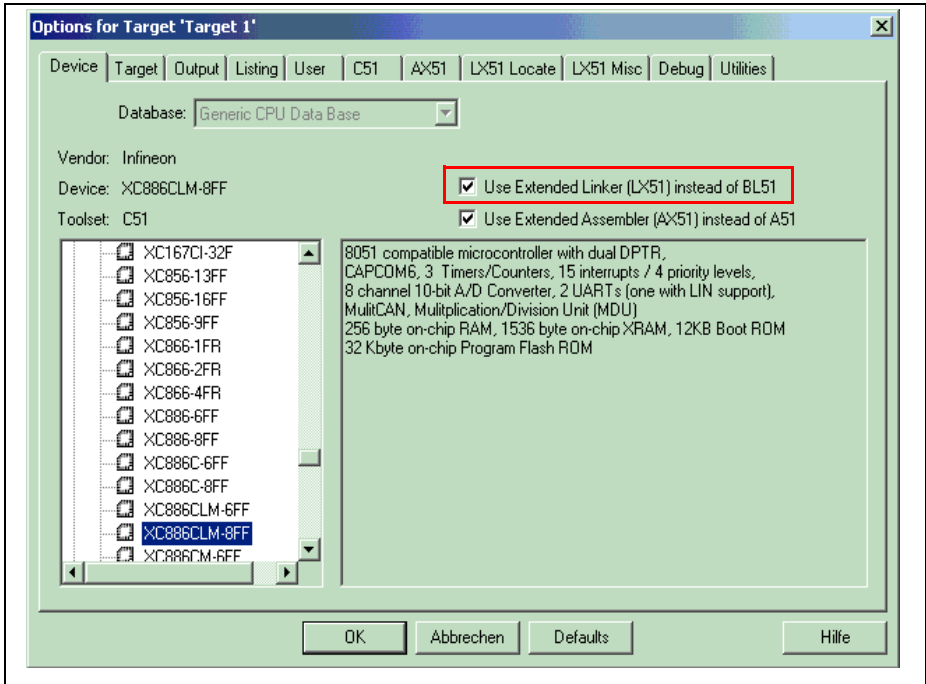 Options for Target 'Target 1'
Device Target Output Listing User C51 AX51 LX51 Locate LX51 Misc Debug Utilities
Database: Generic CPU Data Base
Vendor: Infineon
Device: XC886CLM-8FF
Use Extended Linker (LX51) instead of BL51
Toolset: C51
Use Extended Assembler (AX51) instead of A51
XC167CI-32F
XC856-13FF
XC856-16FF
XC856-9FF
XC866-1FR
XC866-2FR
XC866-4FR
XC886-6FF
XC886-8FF
XC886C-6FF
XC886C-8FF
XC886CLM-6FF
XC886CLM-8FF
XC886CM-6FF
8051 compatible microcontroller with dual DPTR,
CAPCOM6, 3 Timers/Counters, 15 interrupts / 4 priority levels,
8 channel 10-bit A/D Converter, 2 UARTs (one with LIN support),
MulitCAN, Mulitplication/Division Unit (MDU)
256 byte on-chip RAM, 1536 byte on-chip XRAM, 12KB Boot ROM
32 Kbyte on-chip Program Flash ROM
OK Abbrechen Defaults Hilfe